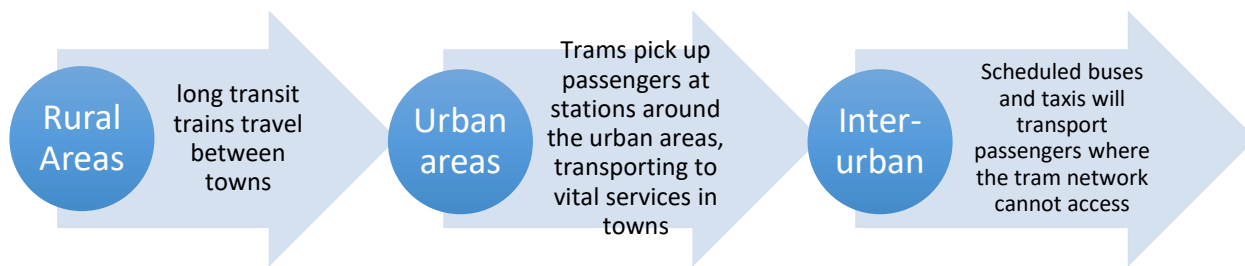 Rural
Areas
long transit
trains travel
between
towns
Urban
areas
Trams pick up
passengers at
stations around
the urban areas,
transporting to
vital services in
towns
Inter-
urban
Scheduled buses
and taxis will
transport
passengers where
the tram network
cannot access